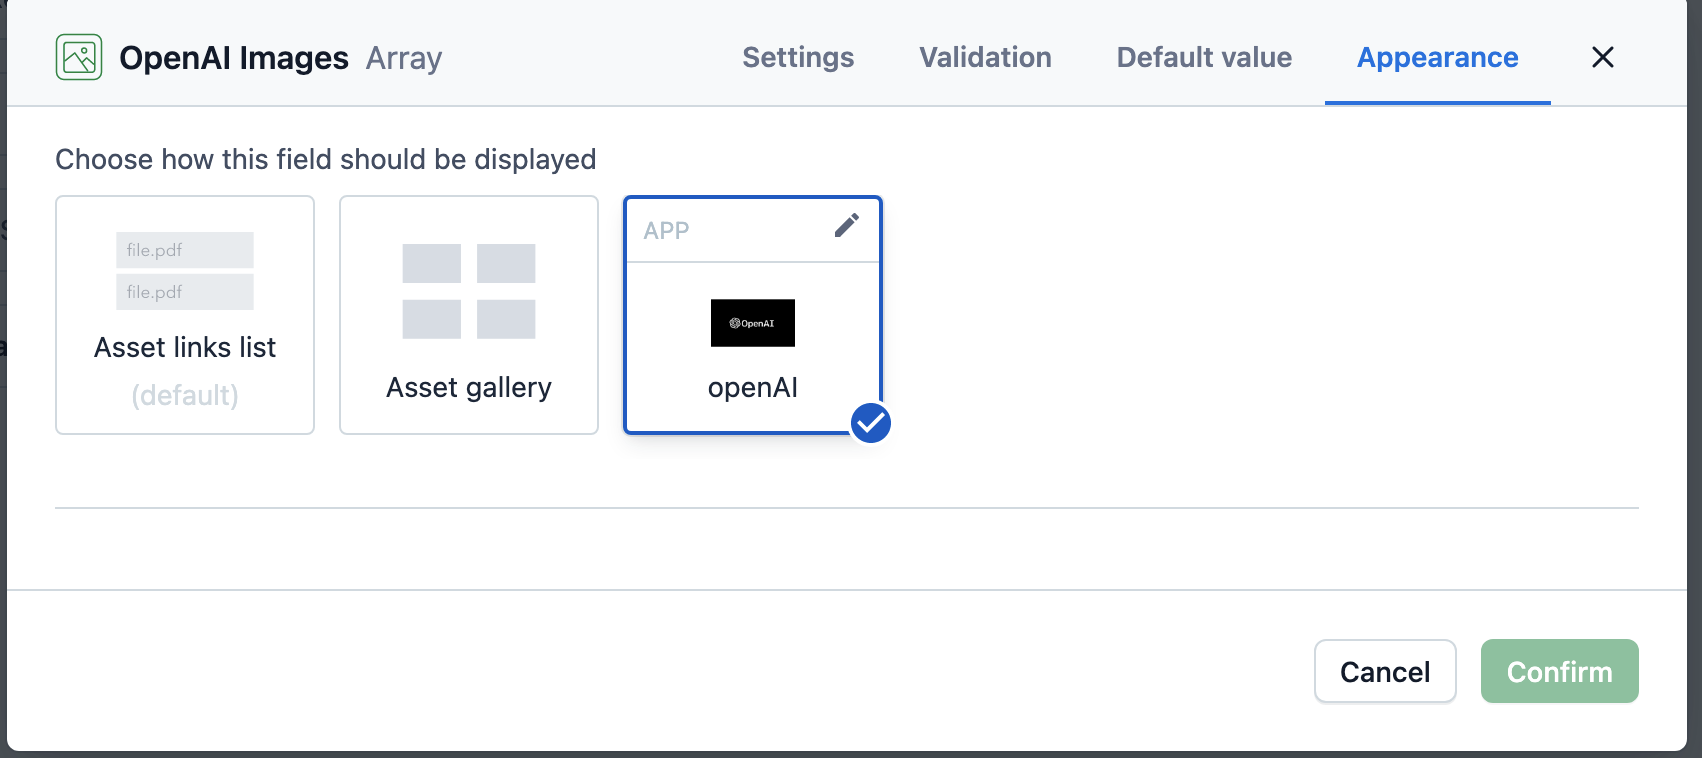 OpenAI Images Array
Settings
Validation
Default value
Appearance
Choose how this field should be displayed
file.pdf
file.pdf
Asset links list
(default)
Asset gallery
APP
OpenAI
openAI
Cancel
Confirm